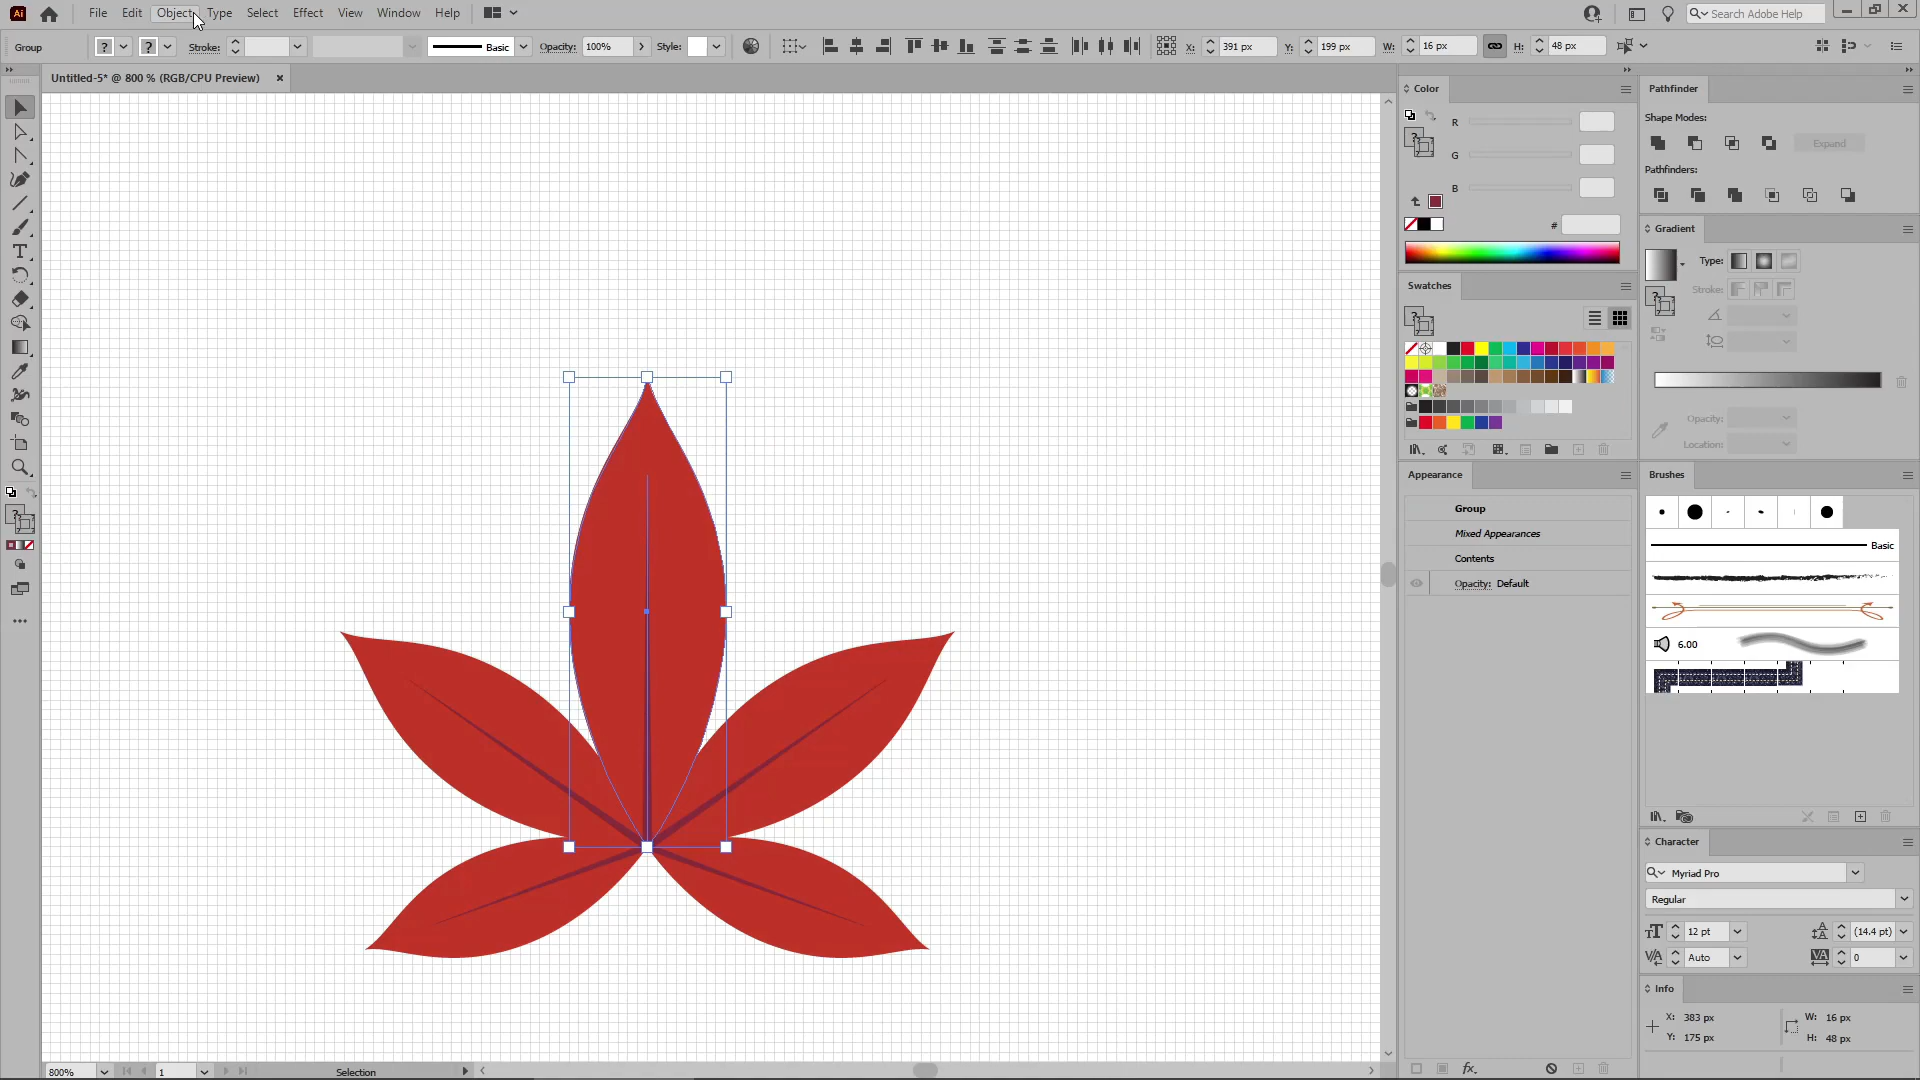 Ai File Edit Object Type Select Effect View Window Help Search Adobe Help
Group ? ? Stroke: Basic Opacity: 100% Style: X: 391 px Y: 199 px W: 16 px H: 48 px
Untitled-5* @ 800 % (RGB/CPU Preview) ×
Color
R
G
B
#
Swatches
Appearance
Group
Mixed Appearances
Contents
Opacity: Default
Pathfinder
Shape Modes:
Expand
Pathfinders:
Gradient
Type:
Stroke:
Opacity:
Location:
Brushes
Basic
6.00
Character
Myriad Pro
Regular
12 pt (14.4 pt)
Auto 0
Info
X: 383 px W: 16 px
Y: 175 px H: 48 px
800% 1 Selection
fx